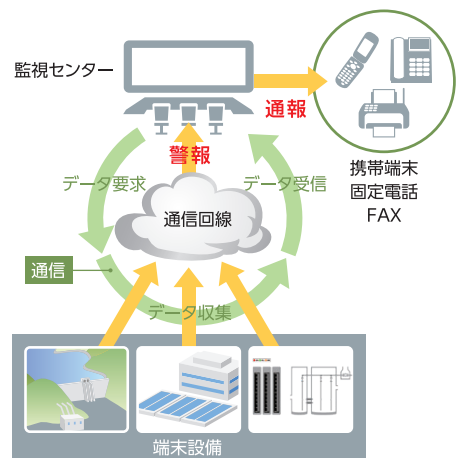 監視センター
通報
警報
携帯端末
固定電話
FAX
データ要求
データ受信
通信回線
通信
データ収集
端末設備